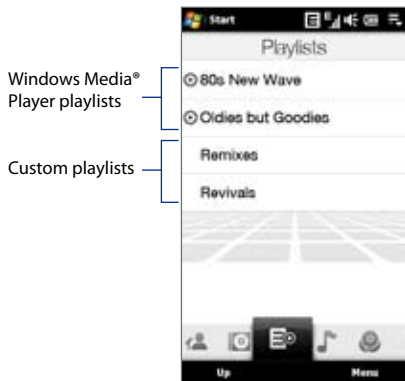 Start
Playlists
Windows Media®
Player playlists
80s New Wave
Oldies but Goodies
Custom playlists
Remixes
Revivals
Up
Menu